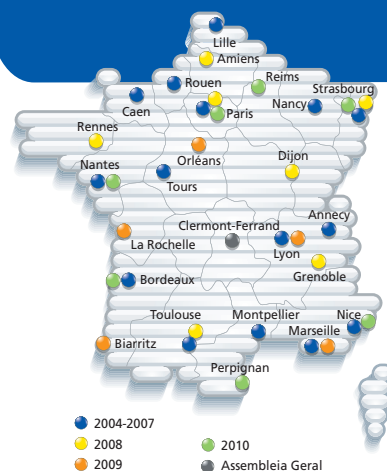 Lille
Amiens
Rouen
Reims
Strasbourg
Caen
Paris
Nancy
Rennes
Orléans
Dijon
Nantes
Tours
Annecy
Clermont-Ferrand
La Rochelle
Lyon
Grenoble
Bordeaux
Toulouse
Montpellier
Nice
Marseille
Biarritz
Perpignan
2004-2007
2008
2010
2009
Assembleia Geral